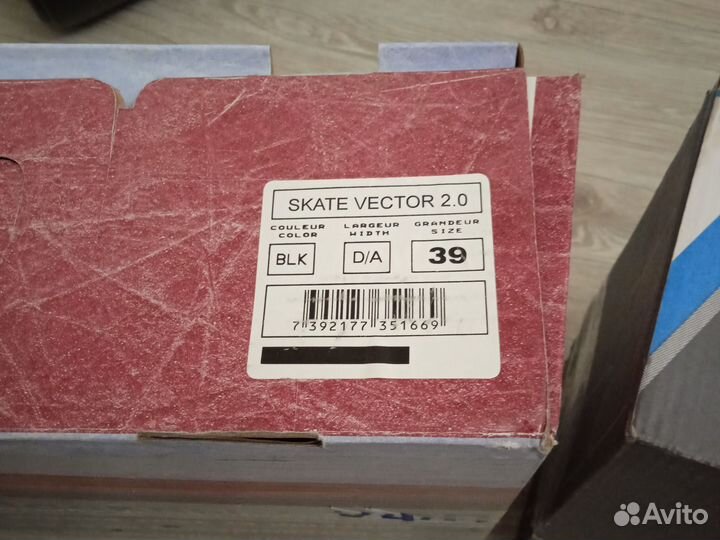 SKATE VECTOR 2.0
COULEUR LARGEUR GRANDEUR
COLOR WIDTH SIZE
BLK D/A 39
7 392177 351669
Avito